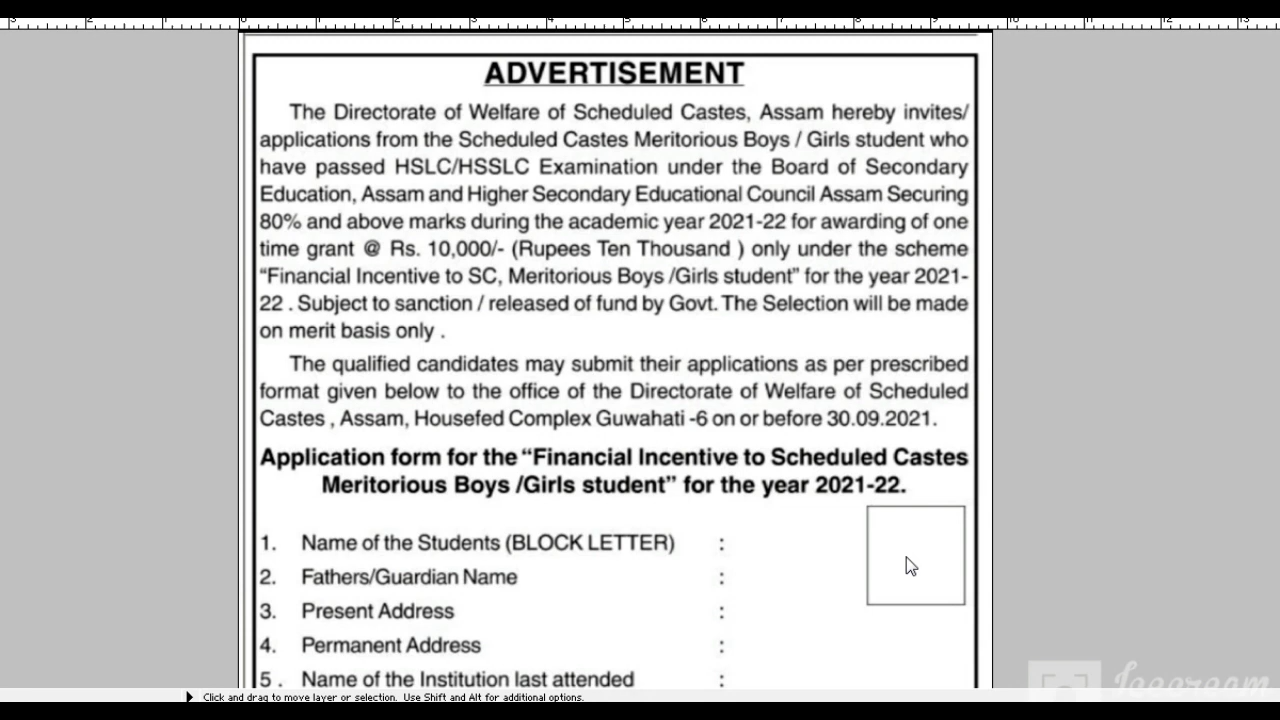 ADVERTISEMENT
The Directorate of Welfare of Scheduled Castes, Assam hereby invites/
applications from the Scheduled Castes Meritorious Boys / Girls student who
have passed HSLC/HSSLC Examination under the Board of Secondary
Education, Assam and Higher Secondary Educational Council Assam Securing
80% and above marks during the academic year 2021-22 for awarding of one
time grant @ Rs. 10,000/- (Rupees Ten Thousand ) only under the scheme
“Financial Incentive to SC, Meritorious Boys /Girls student” for the year 2021-
22 . Subject to sanction / released of fund by Govt. The Selection will be made
on merit basis only .
The qualified candidates may submit their applications as per prescribed
format given below to the office of the Directorate of Welfare of Scheduled
Castes , Assam, Housefed Complex Guwahati -6 on or before 30.09.2021.
Application form for the “Financial Incentive to Scheduled Castes
Meritorious Boys /Girls student” for the year 2021-22.
1. Name of the Students (BLOCK LETTER) :
2. Fathers/Guardian Name :
3. Present Address :
4. Permanent Address :
5 . Name of the Institution last attended :
Click and drag to move layer or selection. Use Shift and Alt for additional options.
Icecream